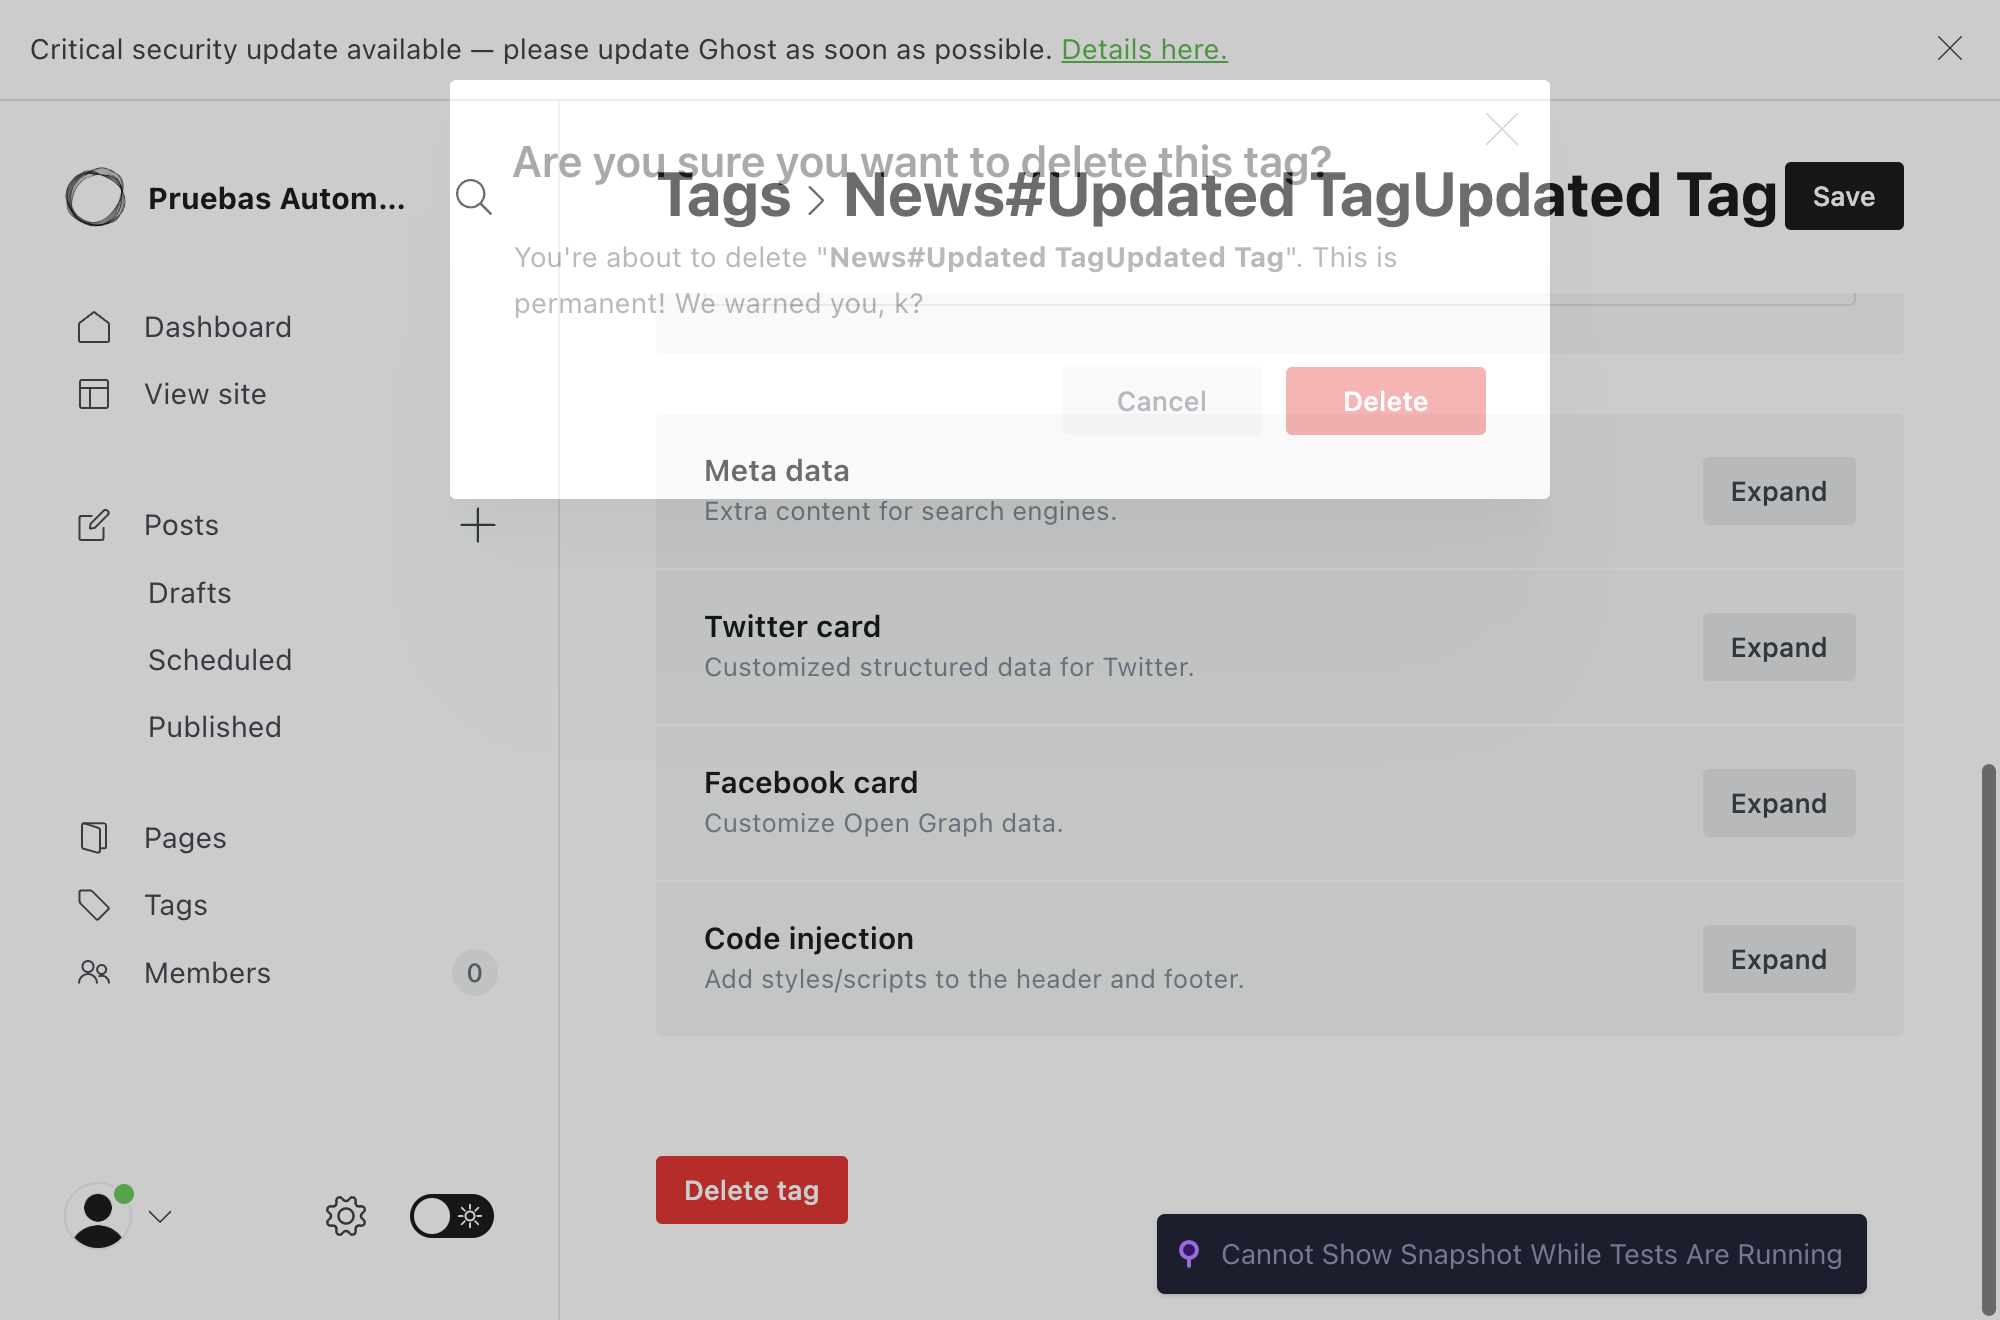 Critical security update available — please update Ghost as soon as possible. Details here.
Pruebas Autom...
Dashboard
View site
Posts
Drafts
Scheduled
Published
Pages
Tags
Members
0
Tags > News#Updated TagUpdated Tag
Save
Are you sure you want to delete this tag?
You're about to delete "News#Updated TagUpdated Tag". This is
permanent! We warned you, k?
Cancel
Delete
Meta data
Extra content for search engines.
Expand
Twitter card
Customized structured data for Twitter.
Expand
Facebook card
Customize Open Graph data.
Expand
Code injection
Add styles/scripts to the header and footer.
Expand
Delete tag
Cannot Show Snapshot While Tests Are Running